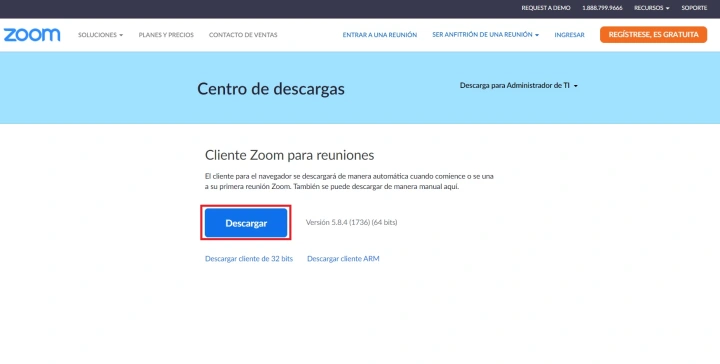 REQUEST A DEMO 1.888.799.9666 RECURSOS SOPORTE
zoom SOLUCIONES PLANES Y PRECIOS CONTACTO DE VENTAS ENTRAR A UNA REUNIÓN SER ANFITRIÓN DE UNA REUNIÓN INGRESAR REGÍSTRESE, ES GRATUITA
Centro de descargas Descarga para Administrador de TI
Cliente Zoom para reuniones
El cliente para el navegador se descargará de manera automática cuando comience o se una
a su primera reunión Zoom. También se puede descargar de manera manual aquí.
Descargar Versión 5.8.4 (1736) (64 bits)
Descargar cliente de 32 bits Descargar cliente ARM